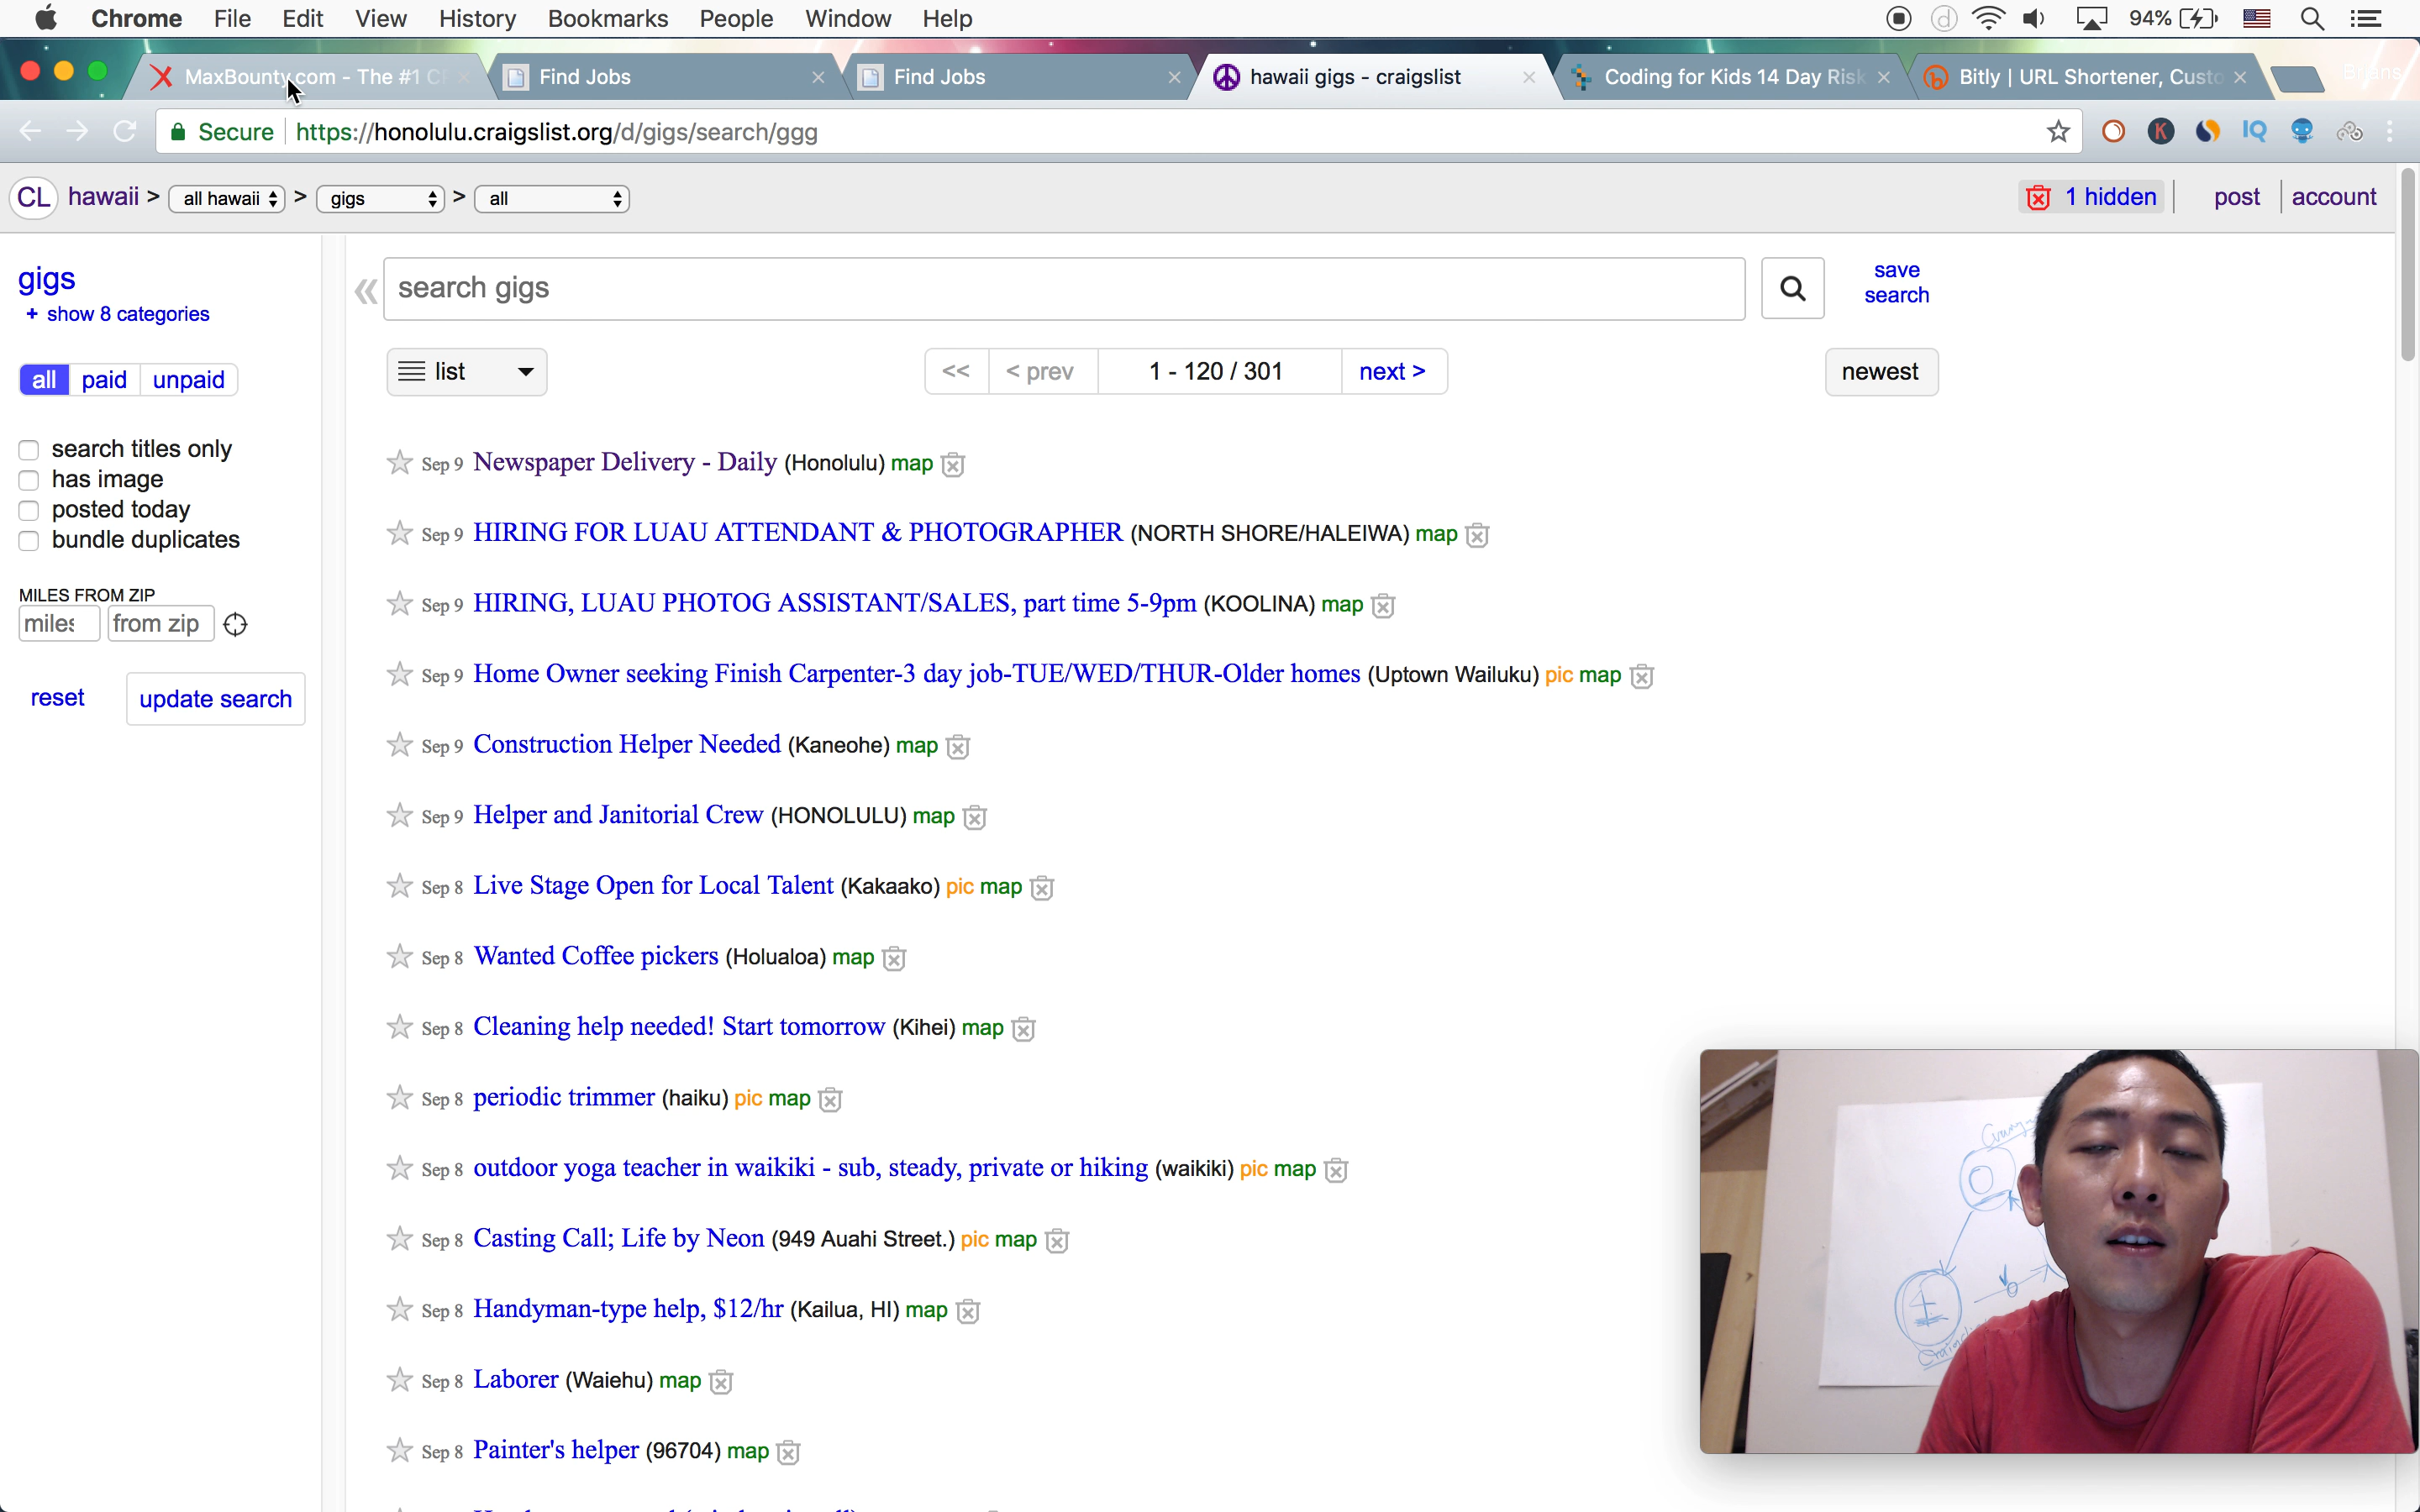 Chrome File Edit View History Bookmarks People Window Help 94%
MaxBounty.com - The #1 C
Find Jobs
Find Jobs
hawaii gigs - craigslist
Coding for Kids 14 Day Risk
Bitly | URL Shortener, Custo
Secure https://honolulu.craigslist.org/d/gigs/search/ggg
K IQ
CL hawaii > all hawaii > gigs > all 1 hidden post account
gigs
+ show 8 categories
all paid unpaid
search titles only
has image
posted today
bundle duplicates
MILES FROM ZIP
miles from zip
reset update search
« search gigs
save
search
list << < prev 1 - 120 / 301 next > newest
Sep 9 Newspaper Delivery - Daily (Honolulu) map
Sep 9 HIRING FOR LUAU ATTENDANT & PHOTOGRAPHER (NORTH SHORE/HALEIWA) map
Sep 9 HIRING, LUAU PHOTOG ASSISTANT/SALES, part time 5-9pm (KOOLINA) map
Sep 9 Home Owner seeking Finish Carpenter-3 day job-TUE/WED/THUR-Older homes (Uptown Wailuku) pic map
Sep 9 Construction Helper Needed (Kaneohe) map
Sep 9 Helper and Janitorial Crew (HONOLULU) map
Sep 8 Live Stage Open for Local Talent (Kakaako) pic map
Sep 8 Wanted Coffee pickers (Holualoa) map
Sep 8 Cleaning help needed! Start tomorrow (Kihei) map
Sep 8 periodic trimmer (haiku) pic map
Sep 8 outdoor yoga teacher in waikiki - sub, steady, private or hiking (waikiki) pic map
Sep 8 Casting Call; Life by Neon (949 Auahi Street.) pic map
Sep 8 Handyman-type help, $12/hr (Kailua, HI) map
Sep 8 Laborer (Waiehu) map
Sep 8 Painter's helper (96704) map